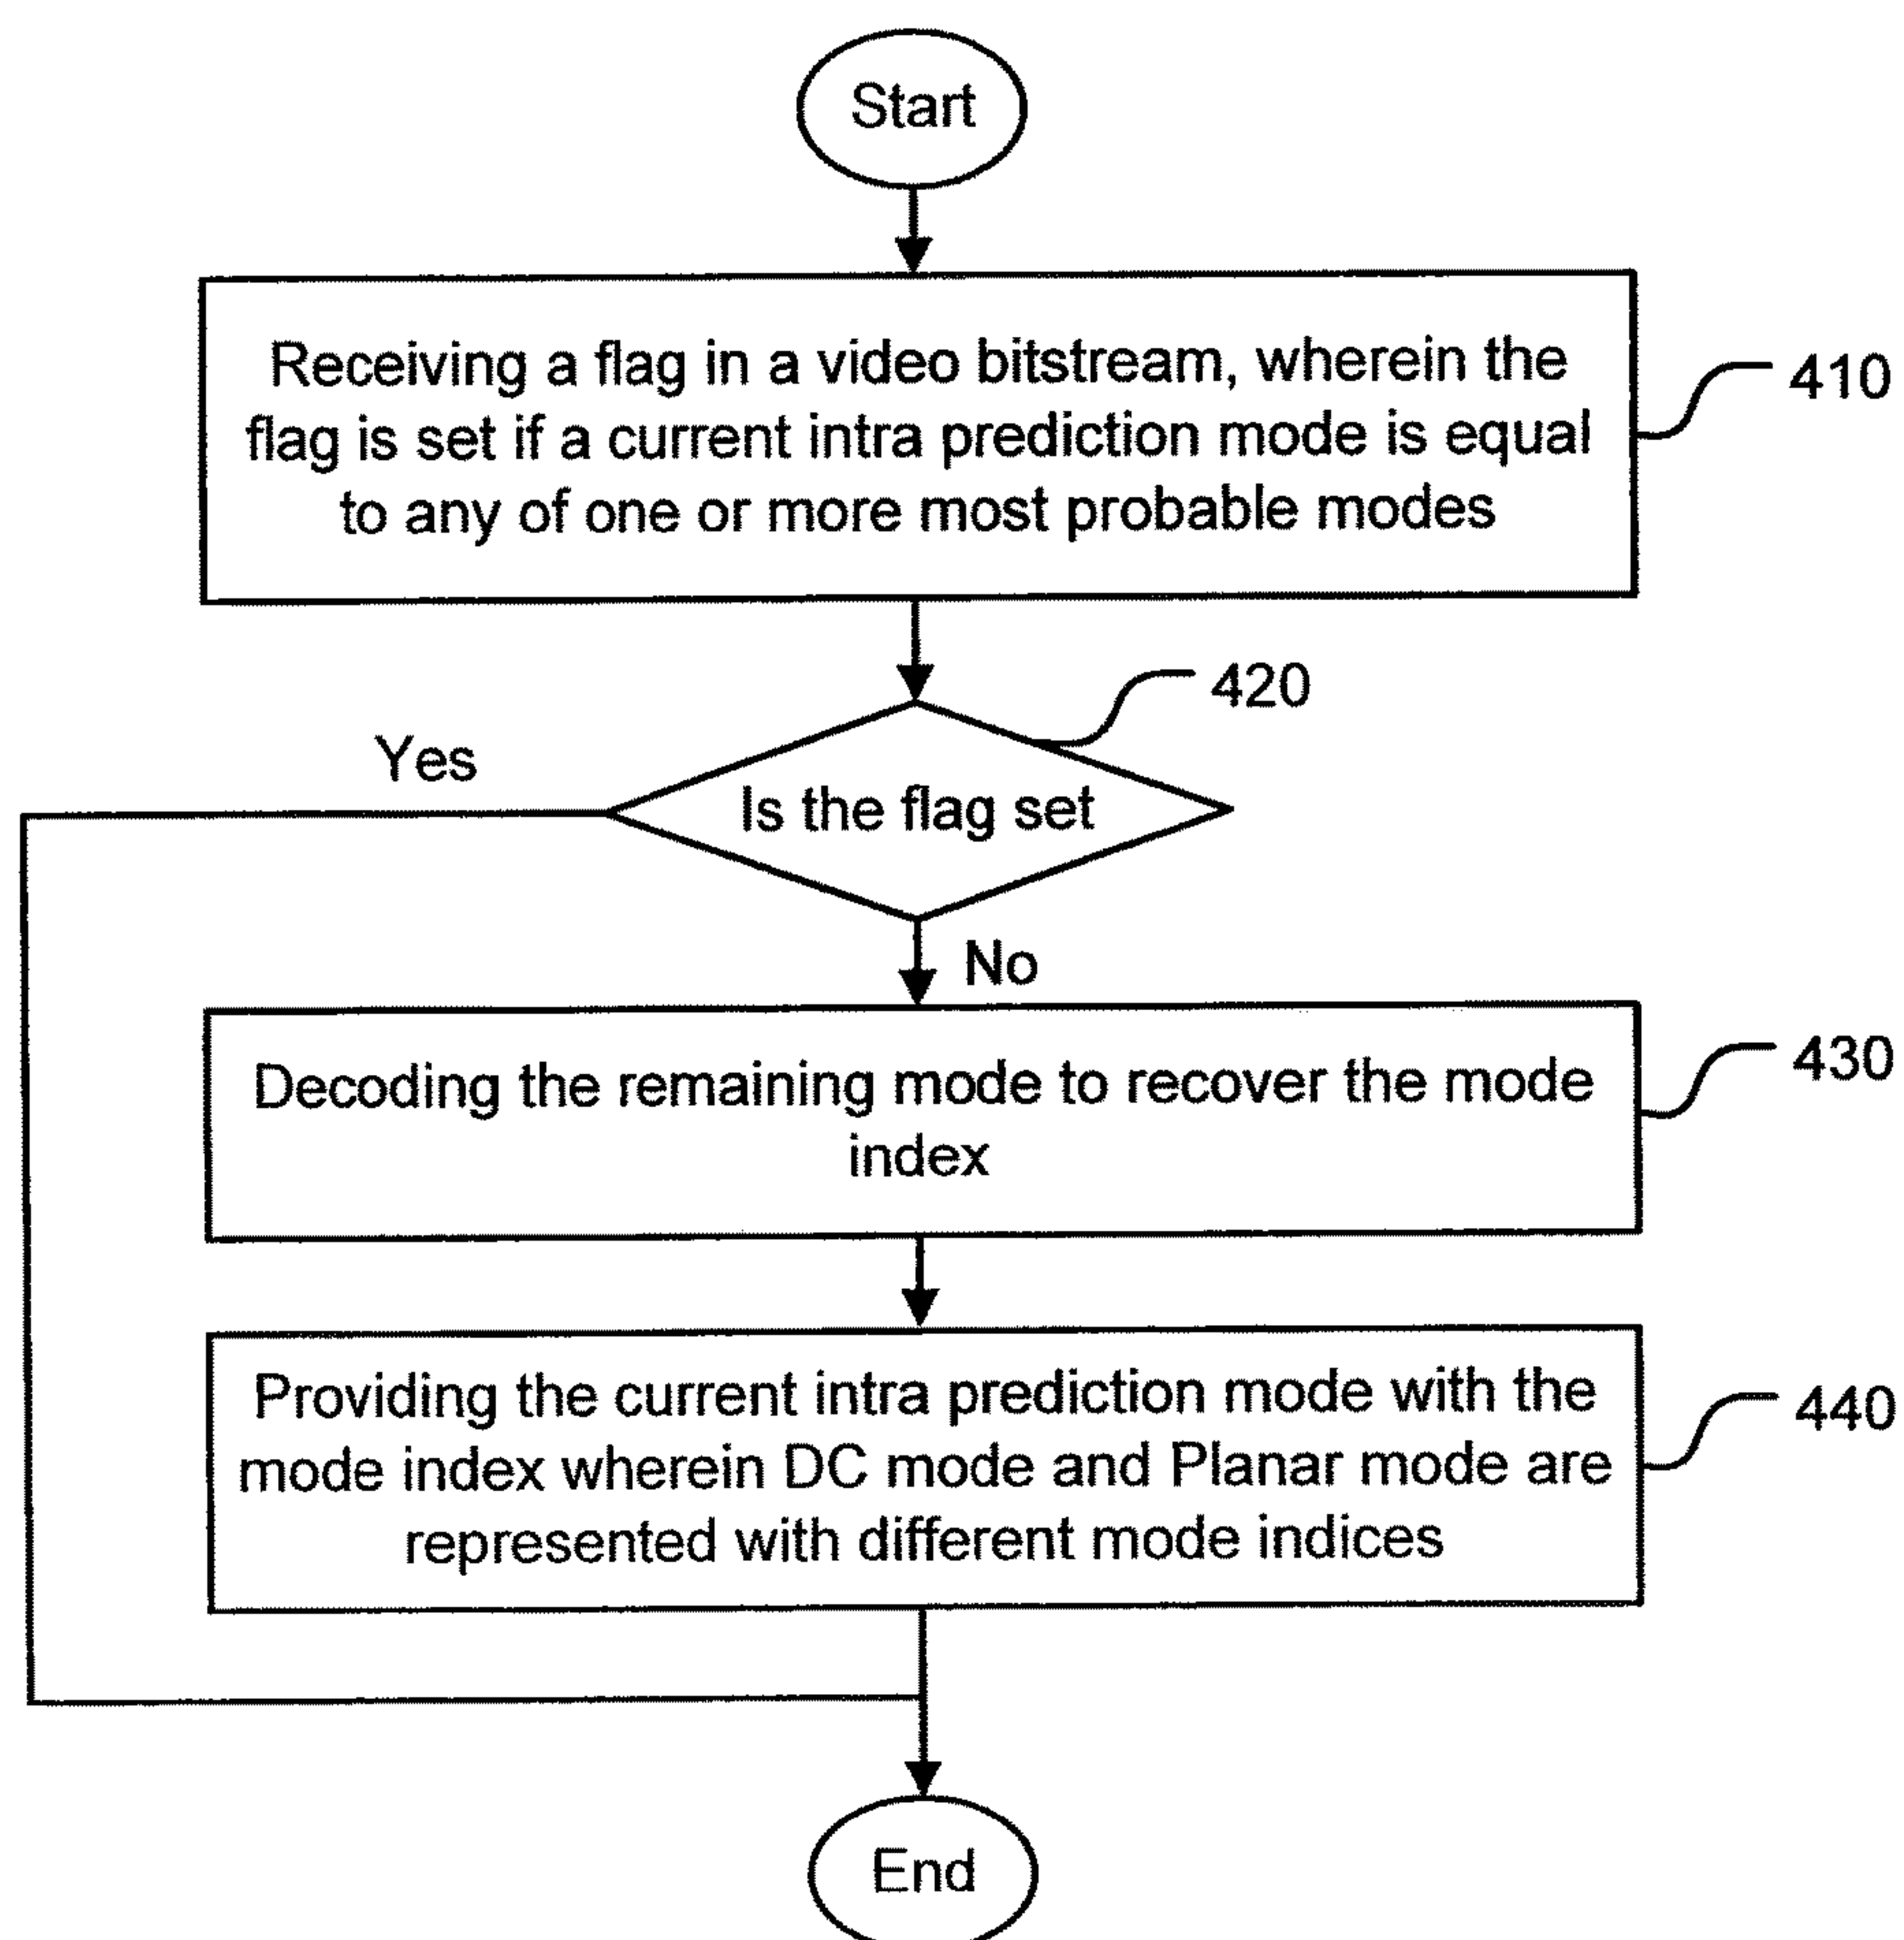 Start
Receiving a flag in a video bitstream, wherein the
flag is set if a current intra prediction mode is equal
to any of one or more most probable modes
410
420
Yes
Is the flag set
No
Decoding the remaining mode to recover the mode
index
430
Providing the current intra prediction mode with the
mode index wherein DC mode and Planar mode are
represented with different mode indices
440
End